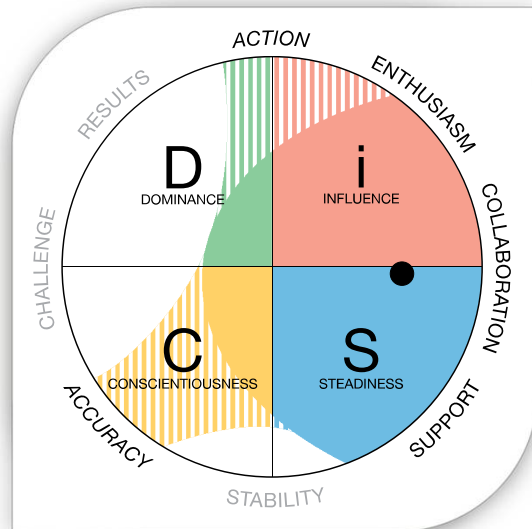 ACTION
ENTHUSIASM
RESULTS
D
DOMINANCE
i
INFLUENCE
CHALLENGE
COLLABORATION
C
CONSCIENTIOUSNESS
S
STEADINESS
ACCURACY
SUPPORT
STABILITY